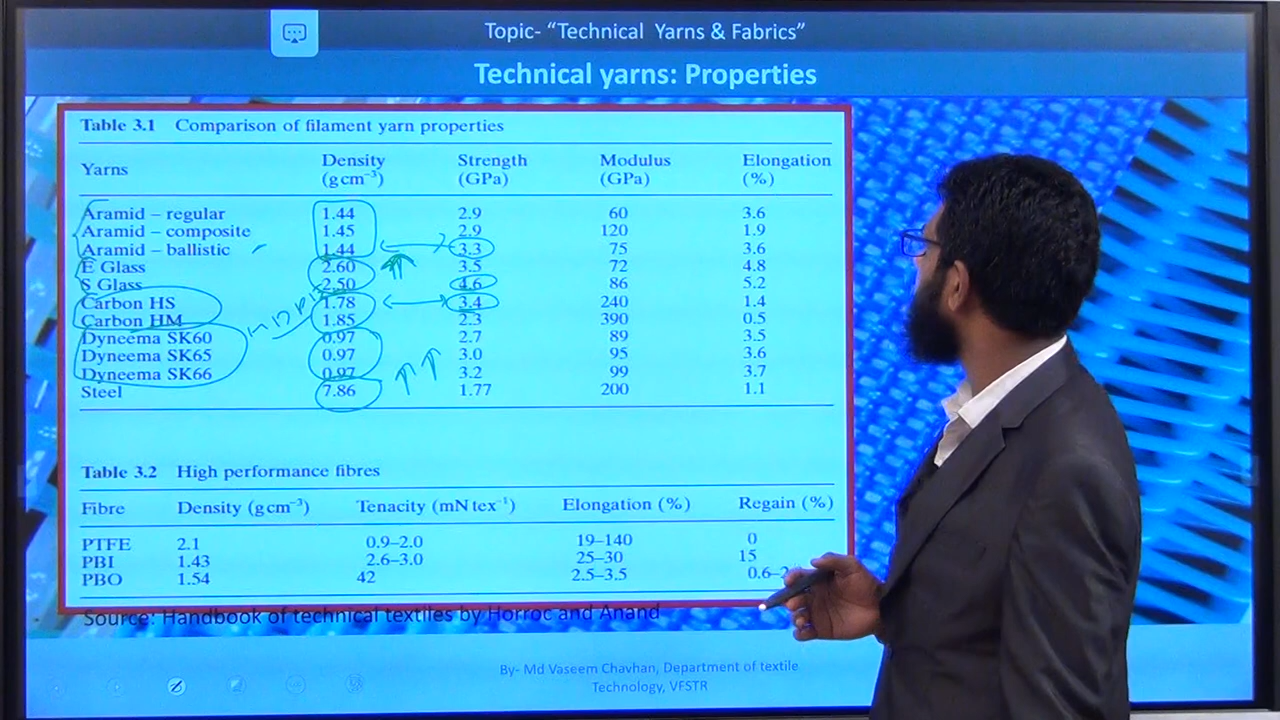 Topic- “Technical Yarns & Fabrics”
Technical yarns: Properties
Table 3.1 Comparison of filament yarn properties
Yarns Density (g cm⁻³) Strength (GPa) Modulus (GPa) Elongation (%)
Aramid – regular 1.44 2.9 60 3.6
Aramid – composite 1.45 2.9 120 1.9
Aramid – ballistic 1.44 3.3 75 3.6
E Glass 2.60 3.5 72 4.8
S Glass 2.50 4.6 86 5.2
Carbon HS 1.78 3.4 240 1.4
Carbon HM 1.85 2.3 390 0.5
Dyneema SK60 0.97 2.7 89 3.5
Dyneema SK65 0.97 3.0 95 3.6
Dyneema SK66 0.97 3.2 99 3.7
Steel 7.86 1.77 200 1.1
Table 3.2 High performance fibres
Fibre Density (g cm⁻³) Tenacity (mN tex⁻¹) Elongation (%) Regain (%)
PTFE 2.1 0.9–2.0 19–140 0
PBI 1.43 2.6–3.0 25–30 15
PBO 1.54 42 2.5–3.5
Source: Handbook of technical textiles by Horroc and Anand
By- Md Vaseem Chavhan, Department of textile
Technology, VFSTR